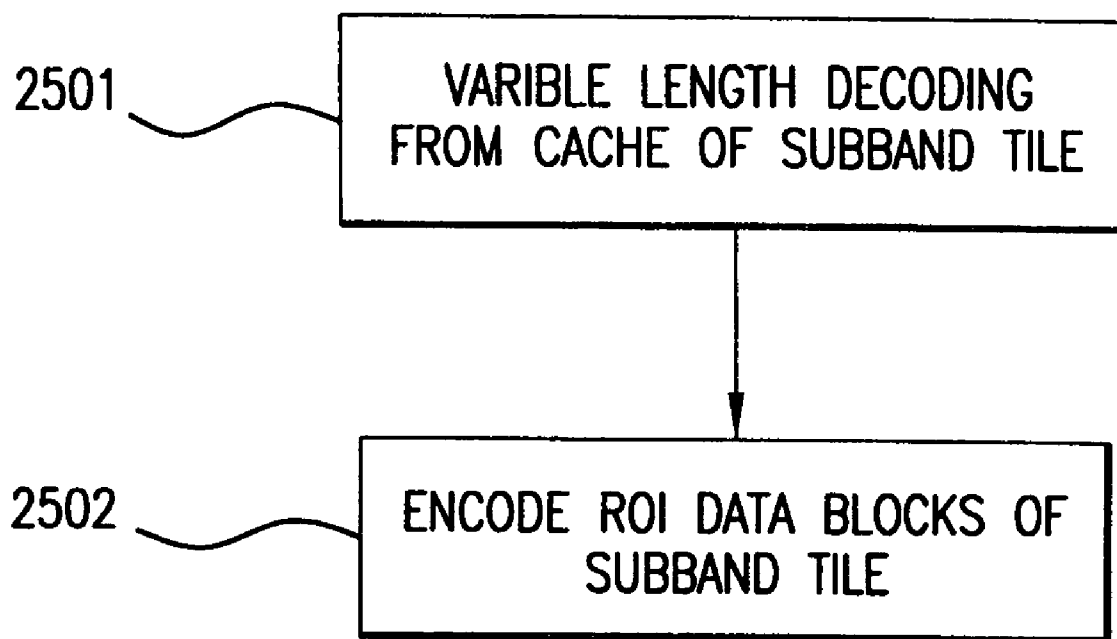 2501
VARIBLE LENGTH DECODING
FROM CACHE OF SUBBAND TILE
2502
ENCODE ROI DATA BLOCKS OF
SUBBAND TILE